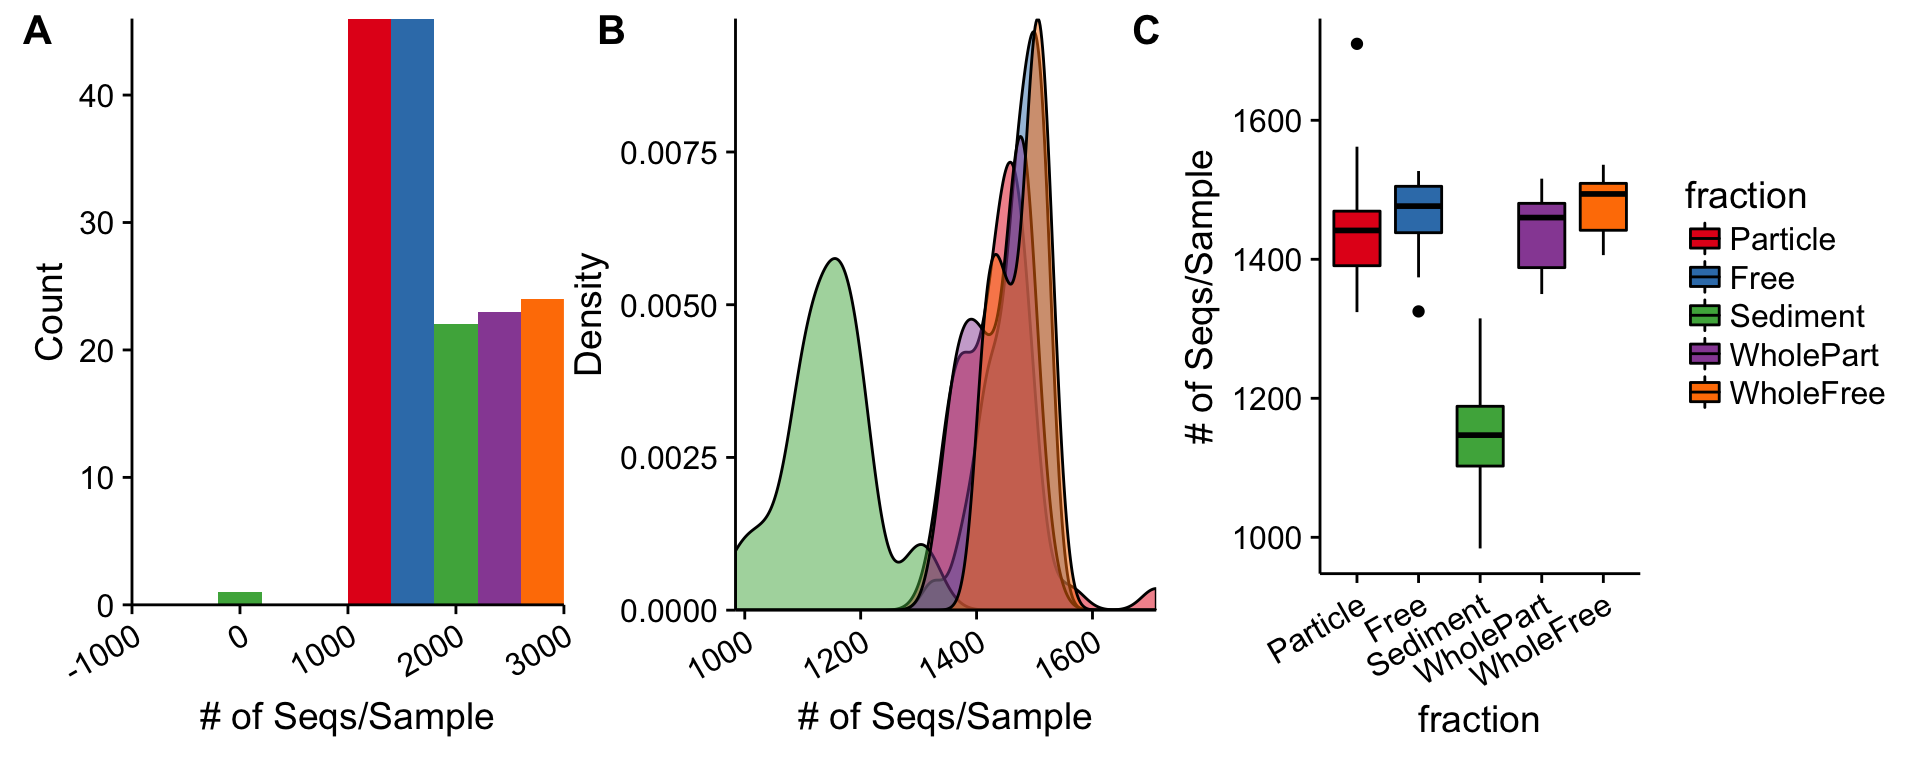 A
Count
40
30
20
10
0
-1000
0
1000
2000
3000
# of Seqs/Sample
B
Density
0.0075
0.0050
0.0025
0.0000
1000
1200
1400
1600
# of Seqs/Sample
C
# of Seqs/Sample
1600
1400
1200
1000
Particle
Free
Sediment
WholePart
WholeFree
fraction
fraction
Particle
Free
Sediment
WholePart
WholeFree